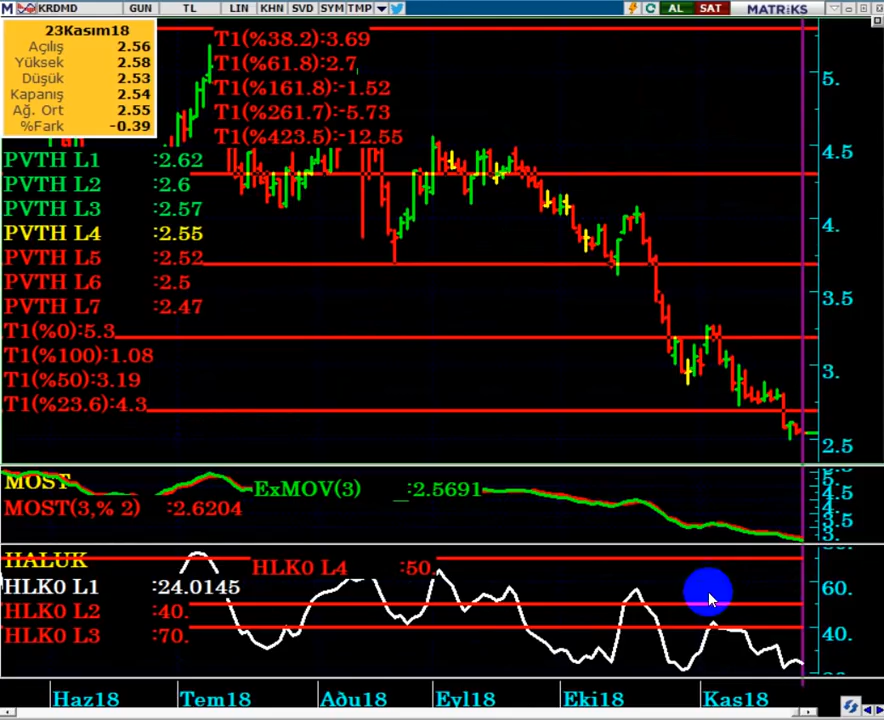 KRDMD TL GUN LIN KHN SVD SYM TMP AL SAT MATRiKS
23Kasım18
Açılış 2.56
Yüksek 2.58
Düşük 2.53
Kapanış 2.54
Ağ. Ort 2.55
%Fark -0.39
T1(%38.2):3.69
T1(%61.8):2.7
T1(%161.8):-1.52
T1(%261.7):-5.73
T1(%423.5):-12.55
PVTH L1 :2.62
PVTH L2 :2.6
PVTH L3 :2.57
PVTH L4 :2.55
PVTH L5 :2.52
PVTH L6 :2.5
PVTH L7 :2.47
T1(%0):5.3
T1(%100):1.08
T1(%50):3.19
T1(%23.6):4.3
5.
4.5
4.
3.5
3.
2.5
MOST
ExMOV(3) :2.5691
MOST(3,% 2) :2.6204
5.
4.5
3.5
3.
HALUK
HLK0 L4 :50.
HLK0 L1 :24.0145
HLK0 L2 :40.
HLK0 L3 :70.
60.
40.
Haz18 Tem18 Aðu18 Eyl18 Eki18 Kas18